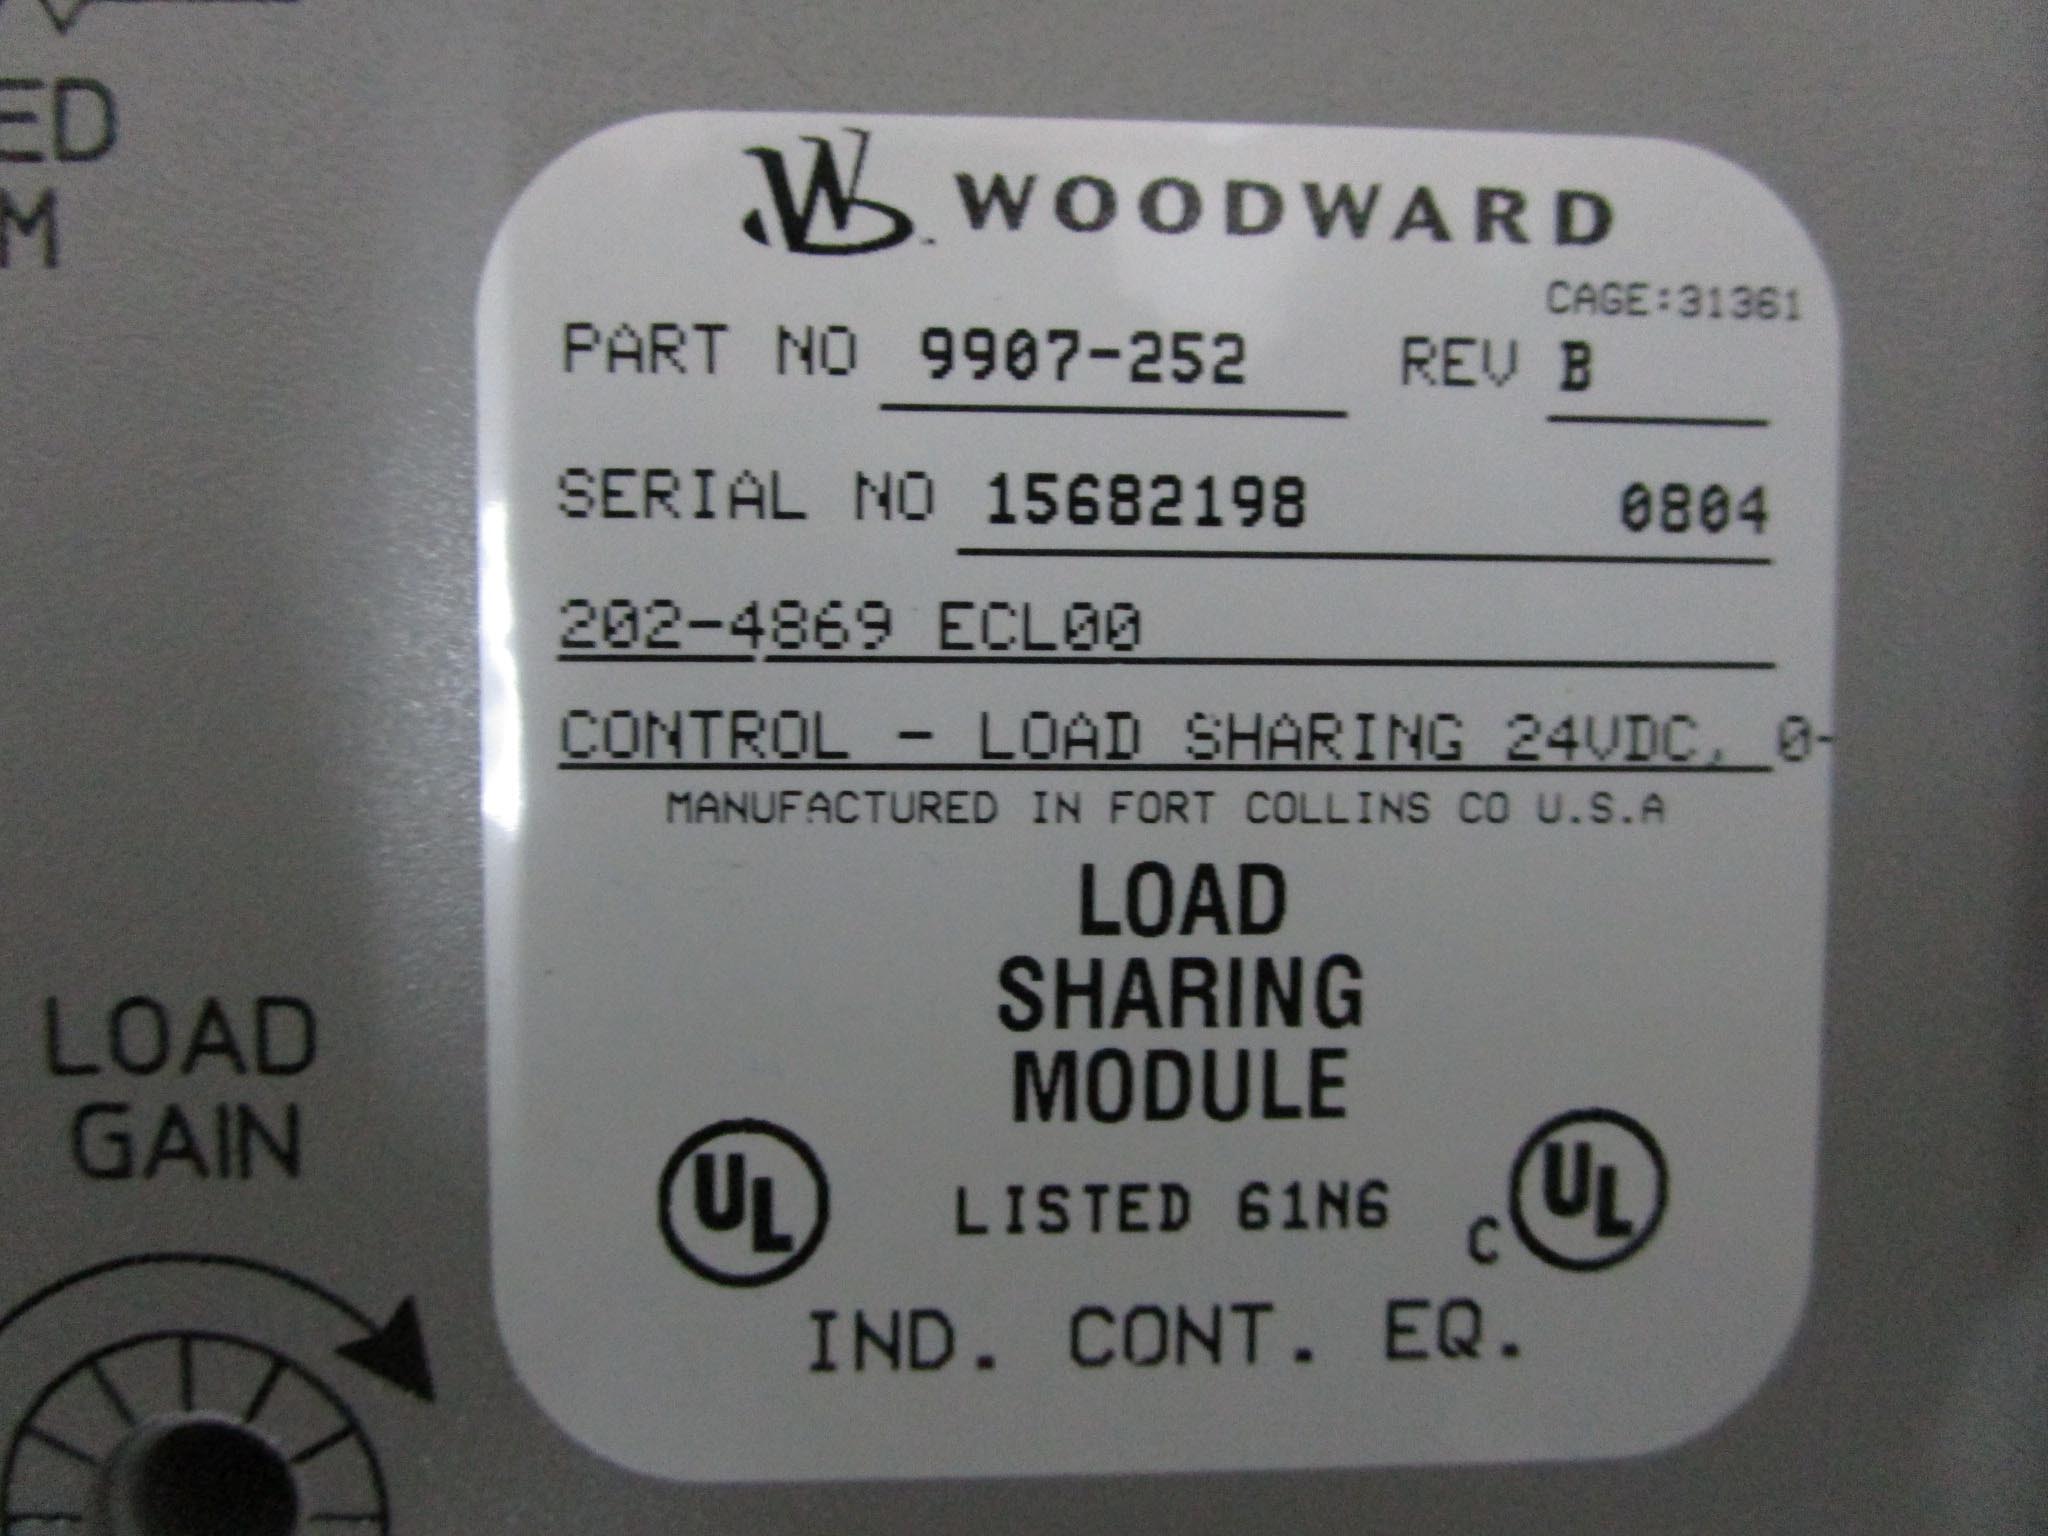 ED
M
WOODWARD
CAGE:31361
PART NO 9907-252 REV B
SERIAL NO 15682198 0804
202-4869 ECL00
CONTROL - LOAD SHARING 24VDC, 0-
MANUFACTURED IN FORT COLLINS CO U.S.A
LOAD
SHARING
MODULE
UL LISTED 61N6 C UL
IND. CONT. EQ.
LOAD
GAIN